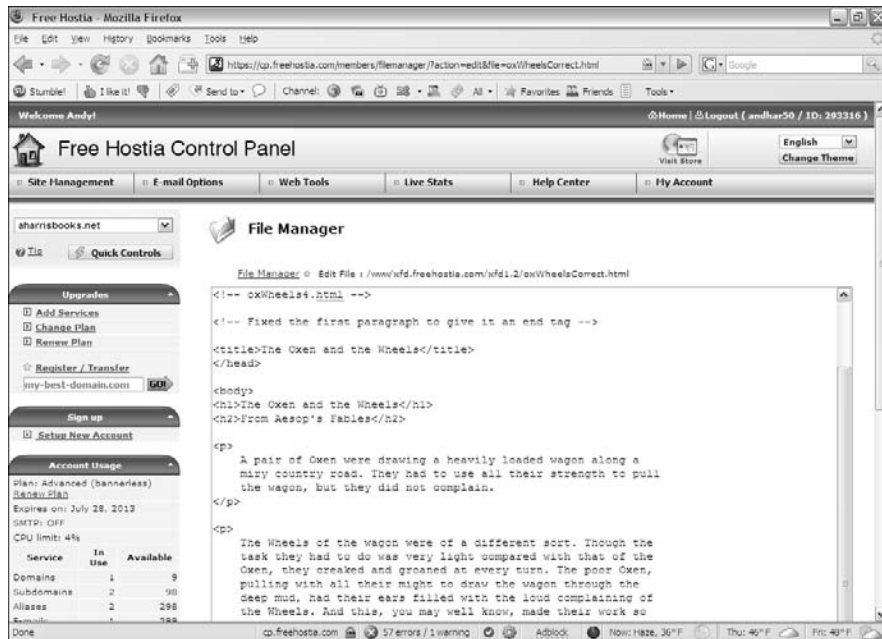 Free Hostia - Mozilla Firefox
File Edit View History Bookmarks Tools Help
https://cp.freehostia.com/members/filemanager/?action=edit&file=oxWheelsCorrect.html
Google
Stumble! I like it! Send to Channel: All Favorites Friends Tools
Welcome Andy!
Home | Logout ( andhar50 / ID: 293316 )
Free Hostia Control Panel
Visit Store
English
Change Theme
Site Management E-mail Options Web Tools Live Stats Help Center My Account
aharrisbooks.net
Tip Quick Controls
Upgrades
Add Services
Change Plan
Renew Plan
Register / Transfer
my-best-domain.com GO!
Sign up
Setup New Account
Account Usage
Plan: Advanced (bannerless)
Renew Plan
Expires on: July 28, 2013
SMTP: OFF
CPU limit: 4%
Service In Use Available
Domains 1 9
Subdomains 2 98
Aliases 2 298
E-mails 1 299
File Manager
File Manager Edit File : /www/xfd.freehostia.com/xfd1.2/oxWheelsCorrect.html
<!-- oxWheels4.html -->
<!-- Fixed the first paragraph to give it an end tag -->
<title>The Oxen and the Wheels</title>
</head>
<body>
<h1>The Oxen and the Wheels</h1>
<h2>From Aesop's Fables</h2>
<p>
A pair of Oxen were drawing a heavily loaded wagon along a
miry country road. They had to use all their strength to pull
the wagon, but they did not complain.
</p>
<p>
The Wheels of the wagon were of a different sort. Though the
task they had to do was very light compared with that of the
Oxen, they creaked and groaned at every turn. The poor Oxen,
pulling with all their might to draw the wagon through the
deep mud, had their ears filled with the loud complaining of
the Wheels. And this, you may well know, made their work so
Done
cp.freehostia.com 57 errors / 1 warning Adblock Now: Haze, 36° F Thu: 46° F Fri: 48° F